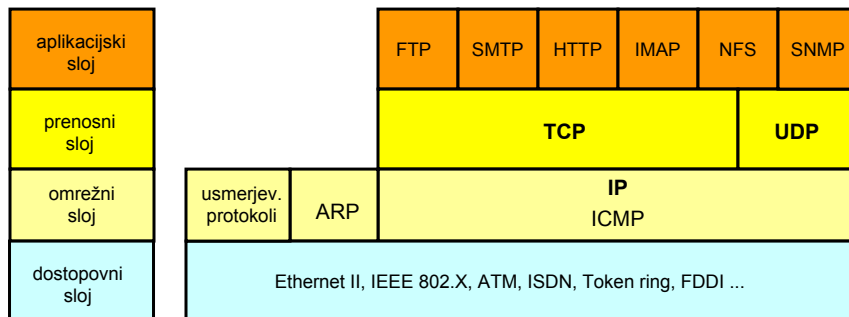 aplikacijski
sloj
FTP SMTP HTTP IMAP NFS SNMP
prenosni
sloj
TCP UDP
omrežni
sloj
usmerjev.
protokoli
ARP
IP
ICMP
dostopovni
sloj
Ethernet II, IEEE 802.X, ATM, ISDN, Token ring, FDDI ...